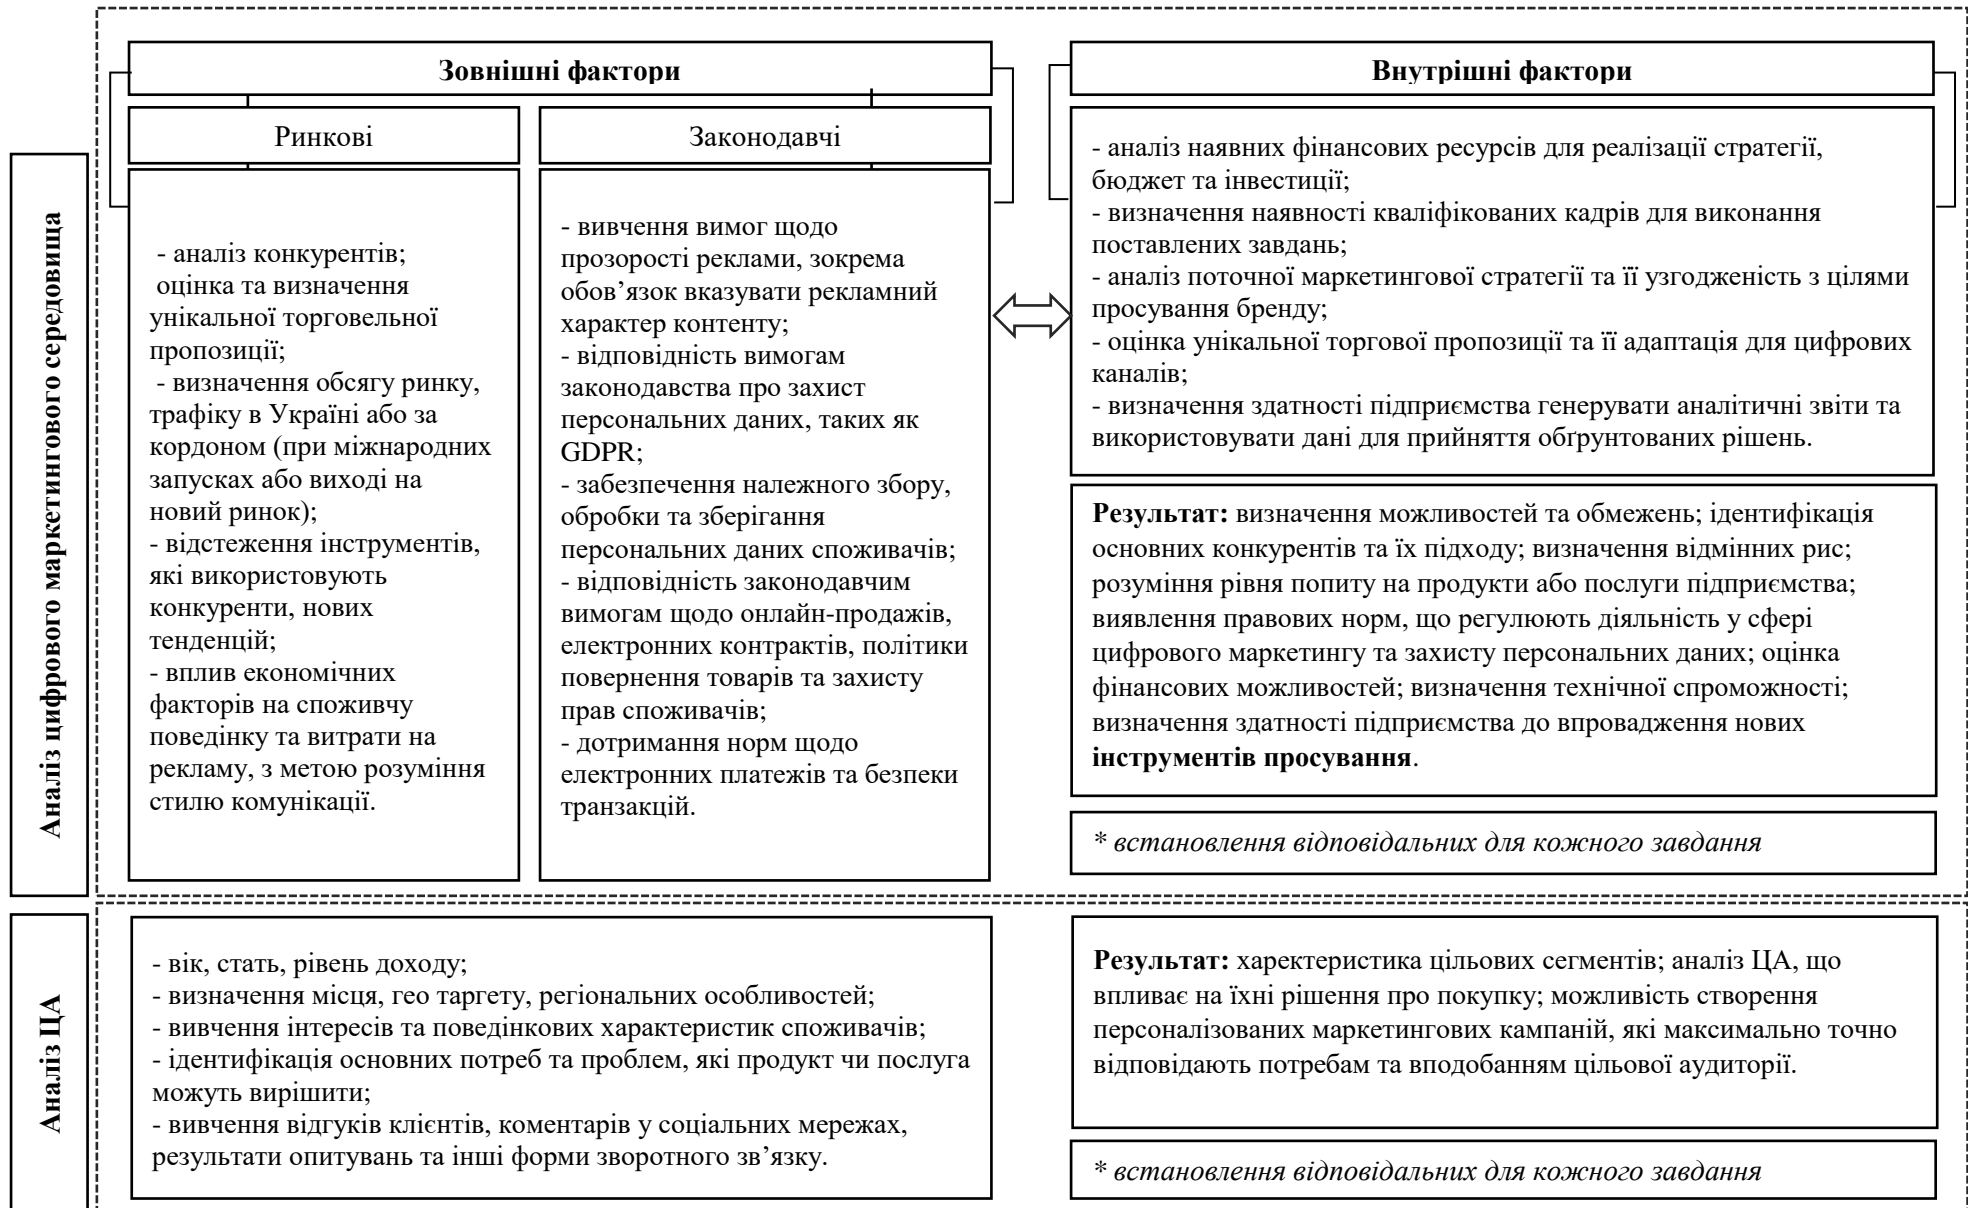 Аналіз цифрового маркетингового середовища
Зовнішні фактори
Ринкові
- аналіз конкурентів;
оцінка та визначення
унікальної торговельної
пропозиції;
- визначення обсягу ринку,
трафіку в Україні або за
кордоном (при міжнародних
запусках або виході на
новий ринок);
- відстеження інструментів,
які використовують
конкуренти, нових
тенденцій;
- вплив економічних
факторів на споживчу
поведінку та витрати на
рекламу, з метою розуміння
стилю комунікації.
Законодавчі
- вивчення вимог щодо
прозорості реклами, зокрема
обов’язок вказувати рекламний
характер контенту;
- відповідність вимогам
законодавства про захист
персональних даних, таких як
GDPR;
- забезпечення належного збору,
обробки та зберігання
персональних даних споживачів;
- відповідність законодавчим
вимогам щодо онлайн-продажів,
електронних контрактів, політики
повернення товарів та захисту
прав споживачів;
- дотримання норм щодо
електронних платежів та безпеки
транзакцій.
Внутрішні фактори
- аналіз наявних фінансових ресурсів для реалізації стратегії,
бюджет та інвестиції;
- визначення наявності кваліфікованих кадрів для виконання
поставлених завдань;
- аналіз поточної маркетингової стратегії та її узгодженість з цілями
просування бренду;
- оцінка унікальної торгової пропозиції та її адаптація для цифрових
каналів;
- визначення здатності підприємства генерувати аналітичні звіти та
використовувати дані для прийняття обґрунтованих рішень.
Результат: визначення можливостей та обмежень; ідентифікація
основних конкурентів та їх підходу; визначення відмінних рис;
розуміння рівня попиту на продукти або послуги підприємства;
виявлення правових норм, що регулюють діяльність у сфері
цифрового маркетингу та захисту персональних даних; оцінка
фінансових можливостей; визначення технічної спроможності;
визначення здатності підприємства до впровадження нових
інструментів просування.
* встановлення відповідальних для кожного завдання
Аналіз ЦА
- вік, стать, рівень доходу;
- визначення місця, гео таргету, регіональних особливостей;
- вивчення інтересів та поведінкових характеристик споживачів;
- ідентифікація основних потреб та проблем, які продукт чи послуга
можуть вирішити;
- вивчення відгуків клієнтів, коментарів у соціальних мережах,
результати опитувань та інші форми зворотного зв’язку.
Результат: характеристика цільових сегментів; аналіз ЦА, що
впливає на їхні рішення про покупку; можливість створення
персоналізованих маркетингових кампаній, які максимально точно
відповідають потребам та вподобанням цільової аудиторії.
* встановлення відповідальних для кожного завдання